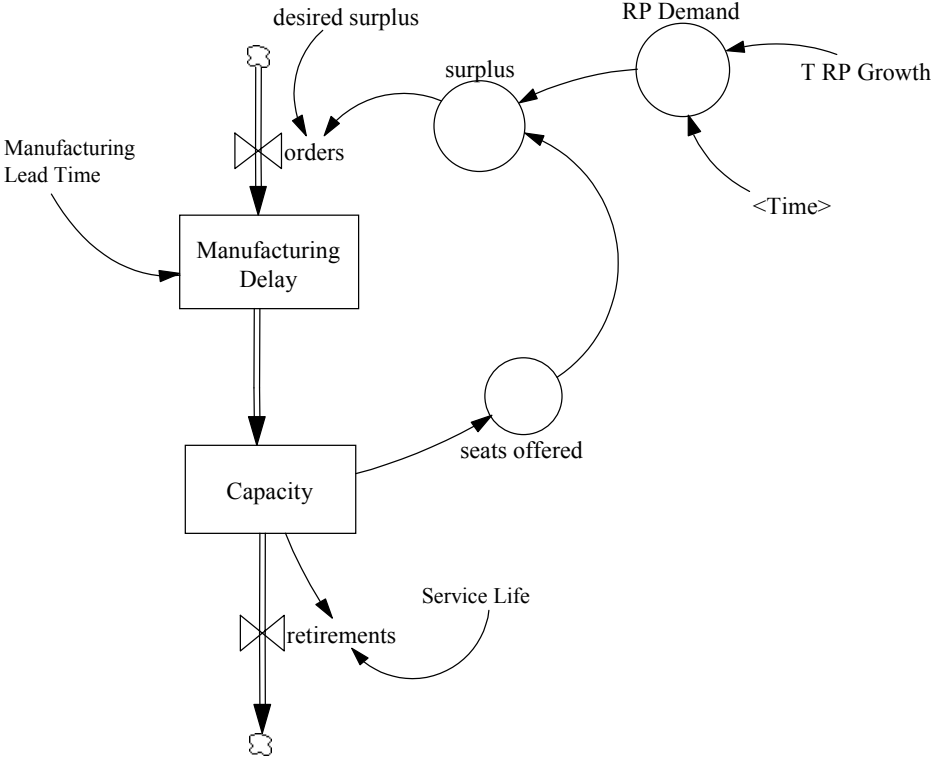 desired surplus
RP Demand
surplus
T RP Growth
orders
Manufacturing
Lead Time
<Time>
Manufacturing
Delay
seats offered
Capacity
Service Life
retirements